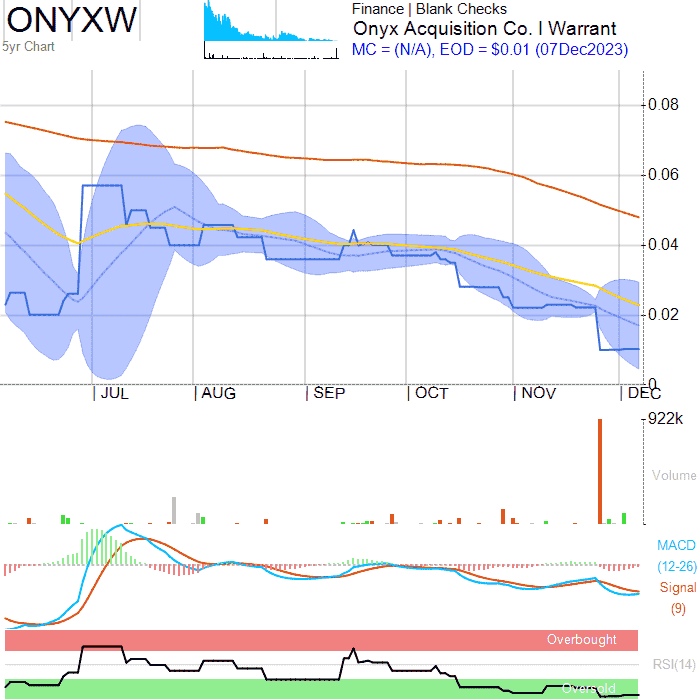 ONYXW
5yr Chart
Finance | Blank Checks
Onyx Acquisition Co. I Warrant
MC = (N/A), EOD = $0.01 (07Dec2023)
0.08
0.06
0.04
0.02
0
JUL
AUG
SEP
OCT
NOV
DEC
922k
Volume
MACD
(12-26)
Signal
(9)
Overbought
RSI(14)
Oversold